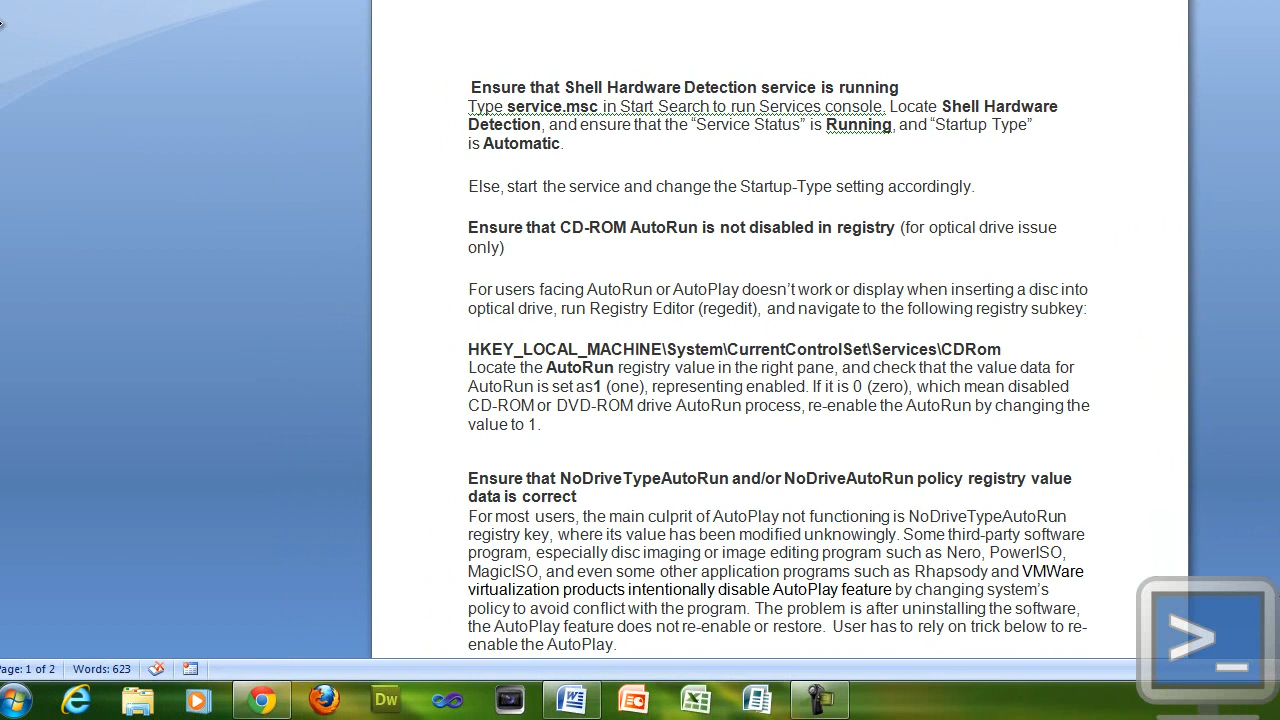 Ensure that Shell Hardware Detection service is running
Type service.msc in Start Search to run Services console. Locate Shell Hardware
Detection, and ensure that the “Service Status” is Running, and “Startup Type”
is Automatic.
Else, start the service and change the Startup-Type setting accordingly.
Ensure that CD-ROM AutoRun is not disabled in registry (for optical drive issue
only)
For users facing AutoRun or AutoPlay doesn’t work or display when inserting a disc into
optical drive, run Registry Editor (regedit), and navigate to the following registry subkey:
HKEY_LOCAL_MACHINE\System\CurrentControlSet\Services\CDRom
Locate the AutoRun registry value in the right pane, and check that the value data for
AutoRun is set as1 (one), representing enabled. If it is 0 (zero), which mean disabled
CD-ROM or DVD-ROM drive AutoRun process, re-enable the AutoRun by changing the
value to 1.
Ensure that NoDriveTypeAutoRun and/or NoDriveAutoRun policy registry value
data is correct
For most users, the main culprit of AutoPlay not functioning is NoDriveTypeAutoRun
registry key, where its value has been modified unknowingly. Some third-party software
program, especially disc imaging or image editing program such as Nero, PowerISO,
MagicISO, and even some other application programs such as Rhapsody and VMWare
virtualization products intentionally disable AutoPlay feature by changing system’s
policy to avoid conflict with the program. The problem is after uninstalling the software,
the AutoPlay feature does not re-enable or restore. User has to rely on trick below to re-
enable the AutoPlay.
Page: 1 of 2 Words: 623
Dw